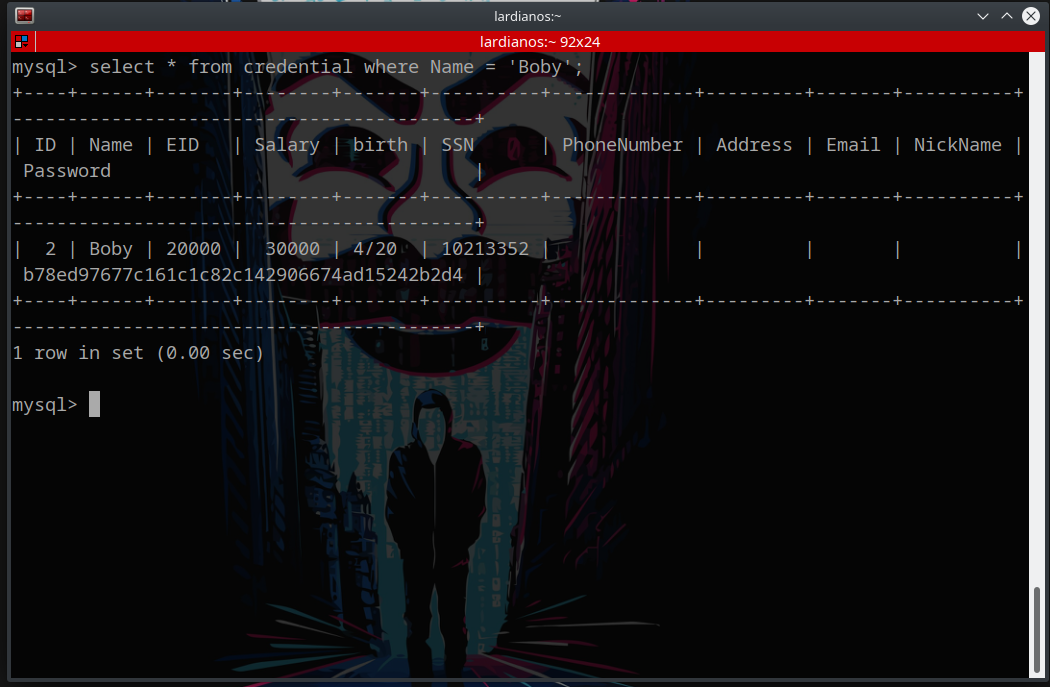 lardianos:~
lardianos:~ 92x24
mysql> select * from credential where Name = 'Boby';
+----+------+-------+--------+-------+----------+-------------+---------+-------+----------+
------------------------------------------+
| ID | Name | EID   | Salary | birth | SSN      | PhoneNumber | Address | Email | NickName |
 Password                                 |
+----+------+-------+--------+-------+----------+-------------+---------+-------+----------+
------------------------------------------+
|  2 | Boby | 20000 |  30000 | 4/20  | 10213352 |             |         |       |          |
 b78ed97677c161c1c82c142906674ad15242b2d4 |
+----+------+-------+--------+-------+----------+-------------+---------+-------+----------+
------------------------------------------+
1 row in set (0.00 sec)
mysql>